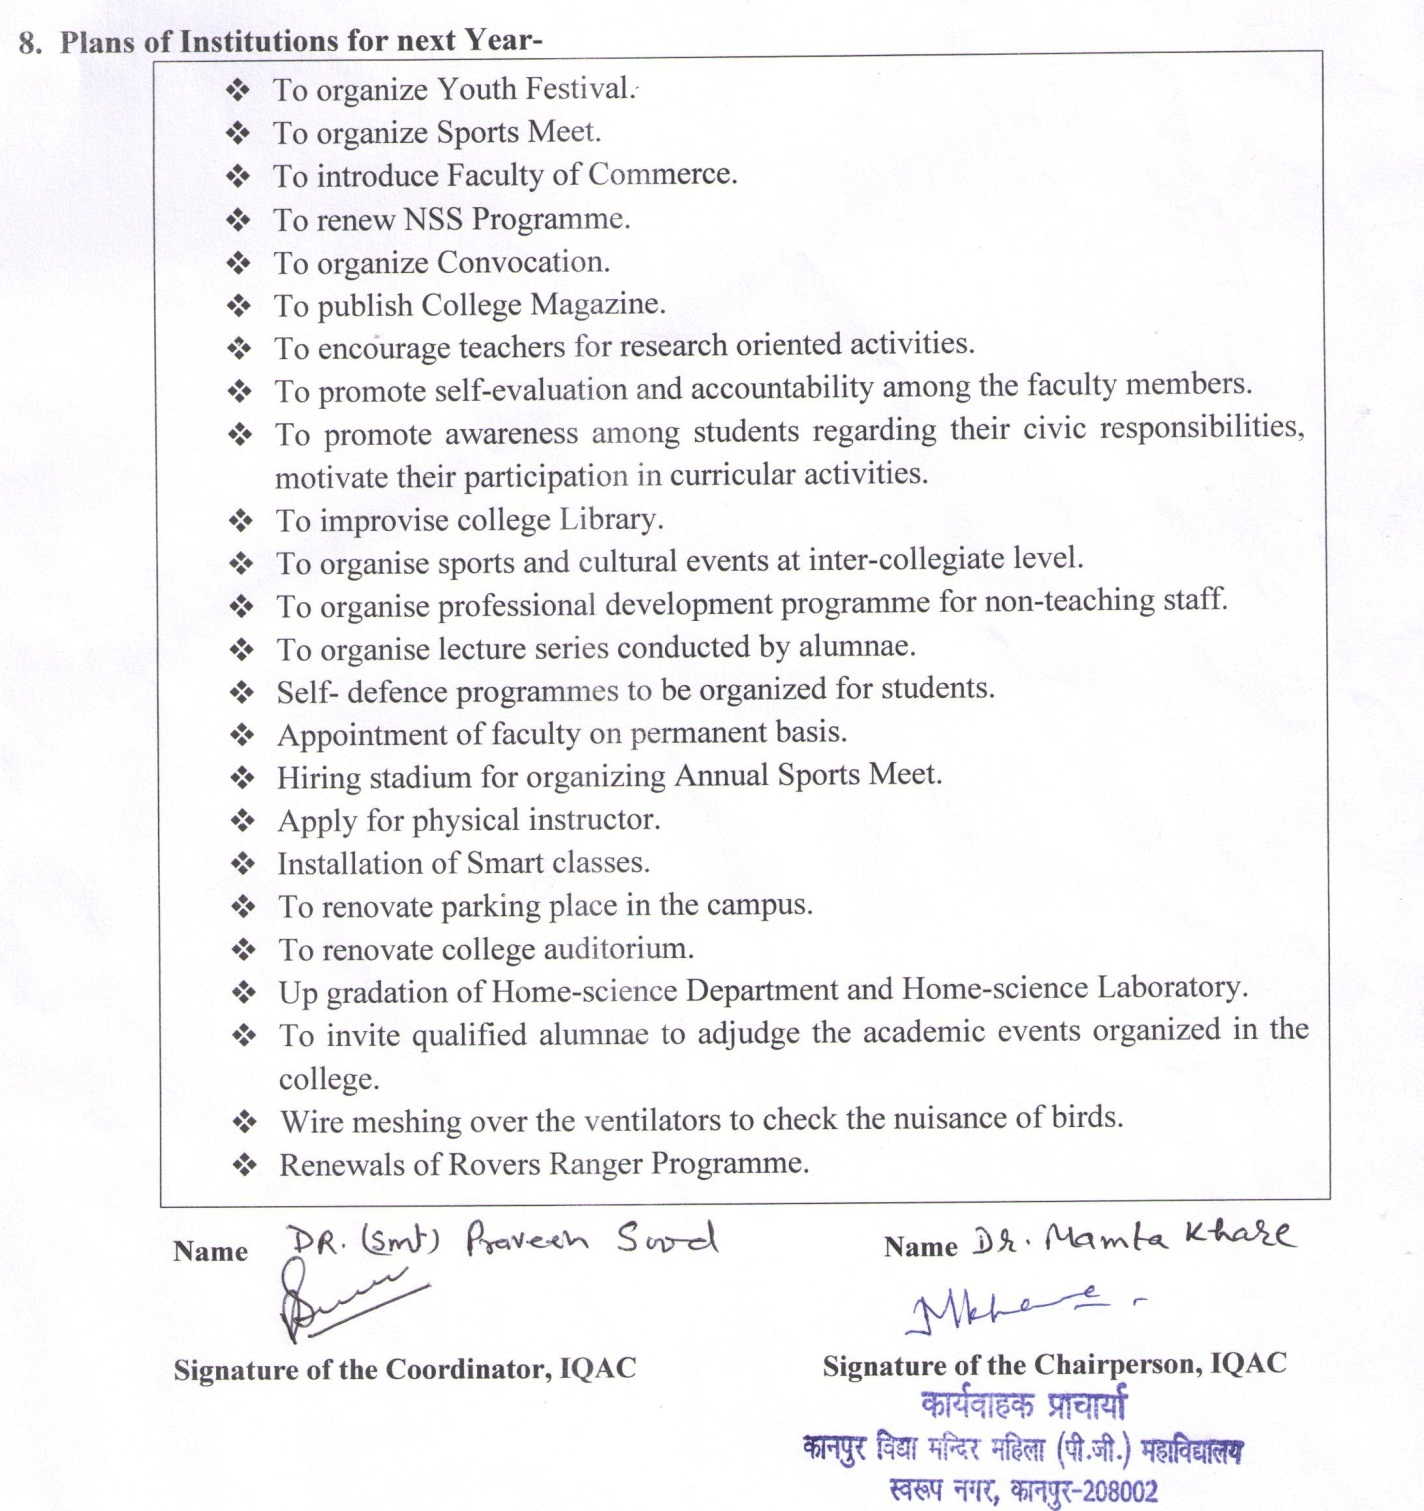 8. Plans of Institutions for next Year-
❖ To organize Youth Festival.
❖ To organize Sports Meet.
❖ To introduce Faculty of Commerce.
❖ To renew NSS Programme.
❖ To organize Convocation.
❖ To publish College Magazine.
❖ To encourage teachers for research oriented activities.
❖ To promote self-evaluation and accountability among the faculty members.
❖ To promote awareness among students regarding their civic responsibilities,
motivate their participation in curricular activities.
❖ To improvise college Library.
❖ To organise sports and cultural events at inter-collegiate level.
❖ To organise professional development programme for non-teaching staff.
❖ To organise lecture series conducted by alumnae.
❖ Self- defence programmes to be organized for students.
❖ Appointment of faculty on permanent basis.
❖ Hiring stadium for organizing Annual Sports Meet.
❖ Apply for physical instructor.
❖ Installation of Smart classes.
❖ To renovate parking place in the campus.
❖ To renovate college auditorium.
❖ Up gradation of Home-science Department and Home-science Laboratory.
❖ To invite qualified alumnae to adjudge the academic events organized in the
college.
❖ Wire meshing over the ventilators to check the nuisance of birds.
❖ Renewals of Rovers Ranger Programme.
Name DR. (Smt) Praveen Sood Name Dr. Mamta Khare
MKhare
Signature of the Coordinator, IQAC Signature of the Chairperson, IQAC
कार्यवाहक प्राचार्या
कानपुर विद्या मन्दिर महिला (पी.जी.) महाविद्यालय
स्वरूप नगर, कानपुर-208002